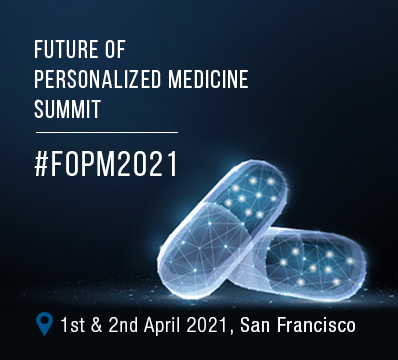 FUTURE OF
PERSONALIZED MEDICINE
SUMMIT
#FOPM2021
1st & 2nd April 2021, San Francisco